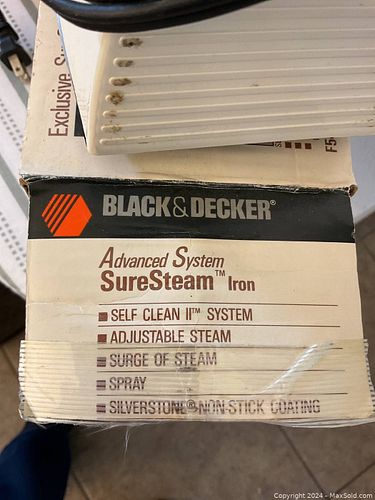 Exclusive
F5
BLACK & DECKER®
Advanced System
SureSteam™ Iron
■ SELF CLEAN II™ SYSTEM
■ ADJUSTABLE STEAM
■ SURGE OF STEAM
■ SPRAY
■ SILVERSTONE® NON-STICK COATING
Copyright 2024 - MaxSold.com